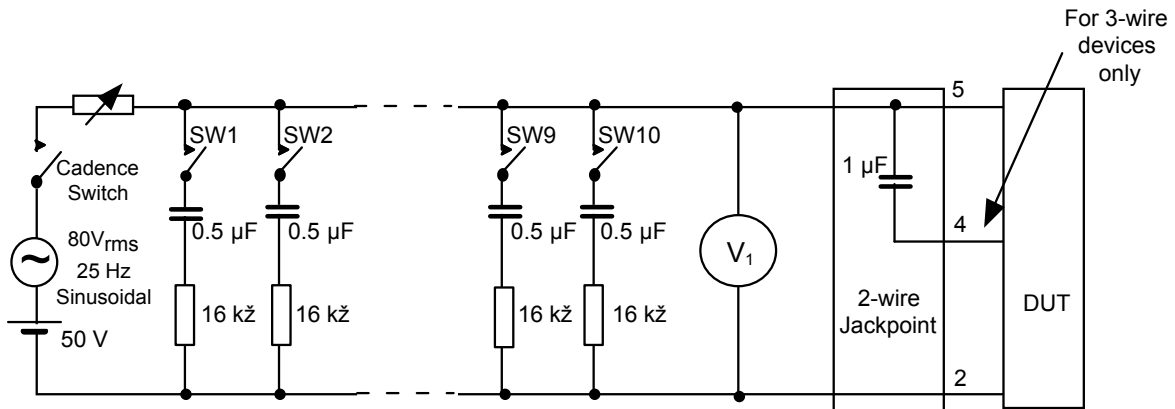 For 3-wire
devices
only
5
SW1
SW2
SW9
SW10
Cadence
Switch
1 µF
0.5 µF
0.5 µF
0.5 µF
0.5 µF
4
80Vrms
25 Hz
Sinusoidal
V1
2-wire
Jackpoint
DUT
16 kž
16 kž
16 kž
16 kž
50 V
2